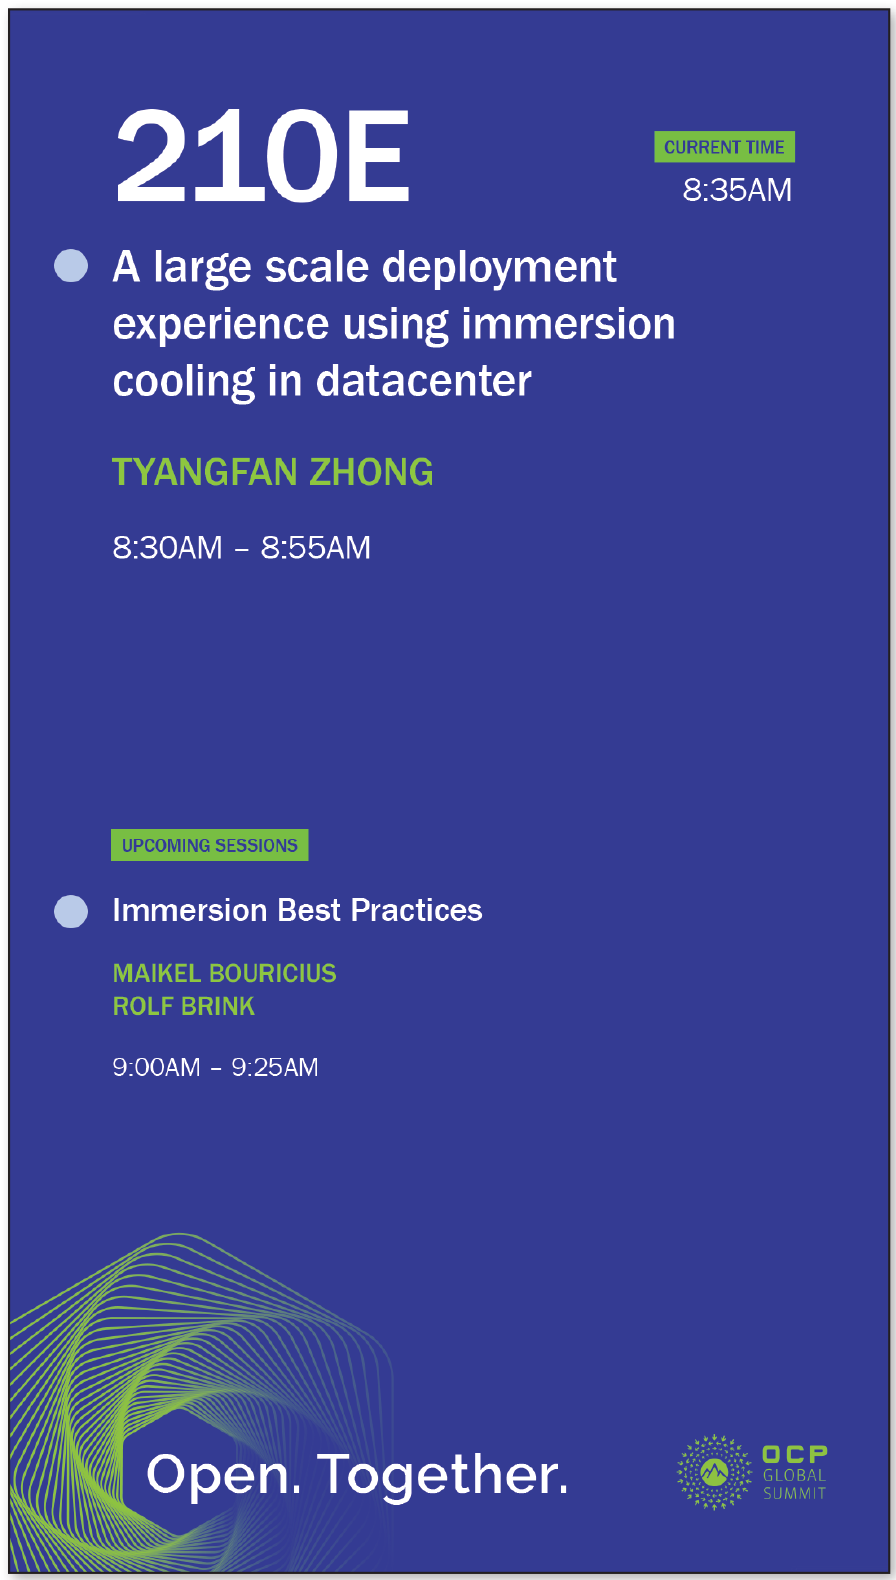 210E
CURRENT TIME
8:35AM
A large scale deployment
experience using immersion
cooling in datacenter
TYANGFAN ZHONG
8:30AM – 8:55AM
UPCOMING SESSIONS
Immersion Best Practices
MAIKEL BOURICIUS
ROLF BRINK
9:00AM – 9:25AM
Open. Together.
OCP
GLOBAL
SUMMIT